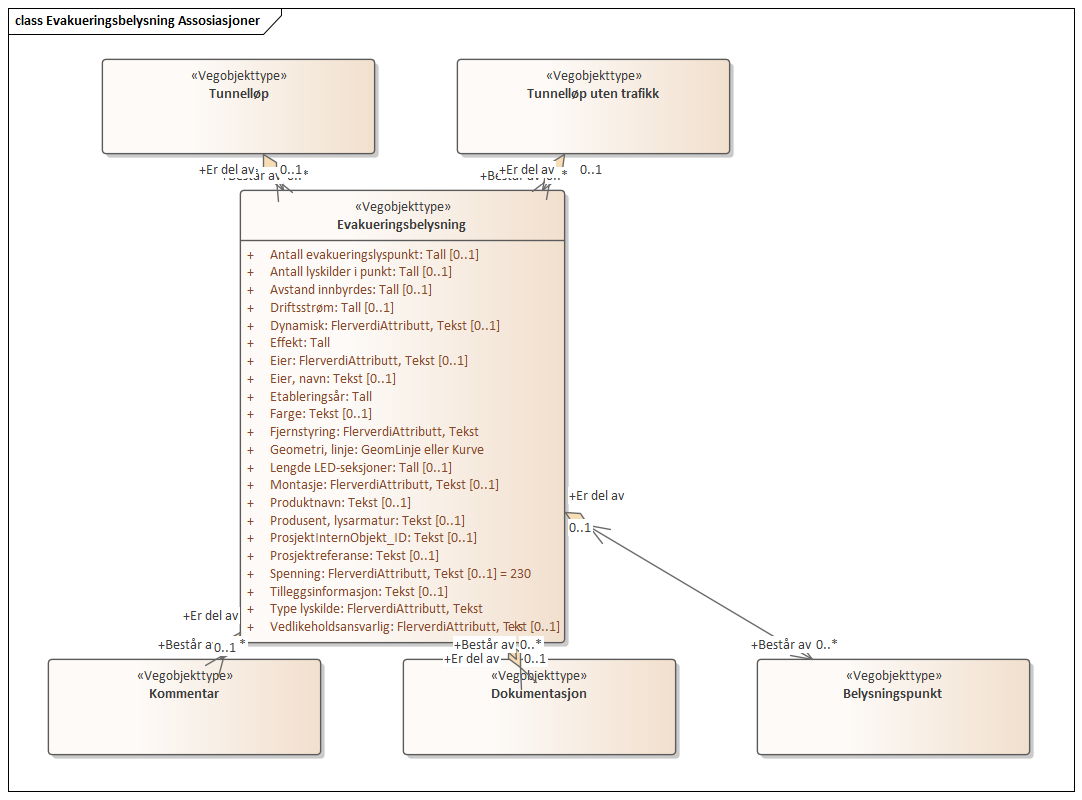 class Evakueringsbelysning Assosiasjoner
«Vegobjekttype»
Tunnelløp
«Vegobjekttype»
Tunnelløp uten trafikk
+Er del av
0..1
+Består av 0..*
+Er del av
0..1
+Består av 0..*
«Vegobjekttype»
Evakueringsbelysning
+ Antall evakueringslyspunkt: Tall [0..1]
+ Antall lyskilder i punkt: Tall [0..1]
+ Avstand innbyrdes: Tall [0..1]
+ Driftsstrøm: Tall [0..1]
+ Dynamisk: FlerverdiAttributt, Tekst [0..1]
+ Effekt: Tall
+ Eier: FlerverdiAttributt, Tekst [0..1]
+ Eier, navn: Tekst [0..1]
+ Etableringsår: Tall
+ Farge: Tekst [0..1]
+ Fjernstyring: FlerverdiAttributt, Tekst
+ Geometri, linje: GeomLinje eller Kurve
+ Lengde LED-seksjoner: Tall [0..1]
+ Montasje: FlerverdiAttributt, Tekst [0..1]
+ Produktnavn: Tekst [0..1]
+ Produsent, lysarmatur: Tekst [0..1]
+ ProsjektInternObjekt_ID: Tekst [0..1]
+ Prosjektreferanse: Tekst [0..1]
+ Spenning: FlerverdiAttributt, Tekst [0..1] = 230
+ Tilleggsinformasjon: Tekst [0..1]
+ Type lyskilde: FlerverdiAttributt, Tekst
+ Vedlikeholdsansvarlig: FlerverdiAttributt, Tekst [0..1]
+Er del av
0..1
+Er del av
+Består a
0..1 *
+Består av 0..*
+Er del av
0..1
+Består av 0..*
«Vegobjekttype»
Kommentar
«Vegobjekttype»
Dokumentasjon
«Vegobjekttype»
Belysningspunkt